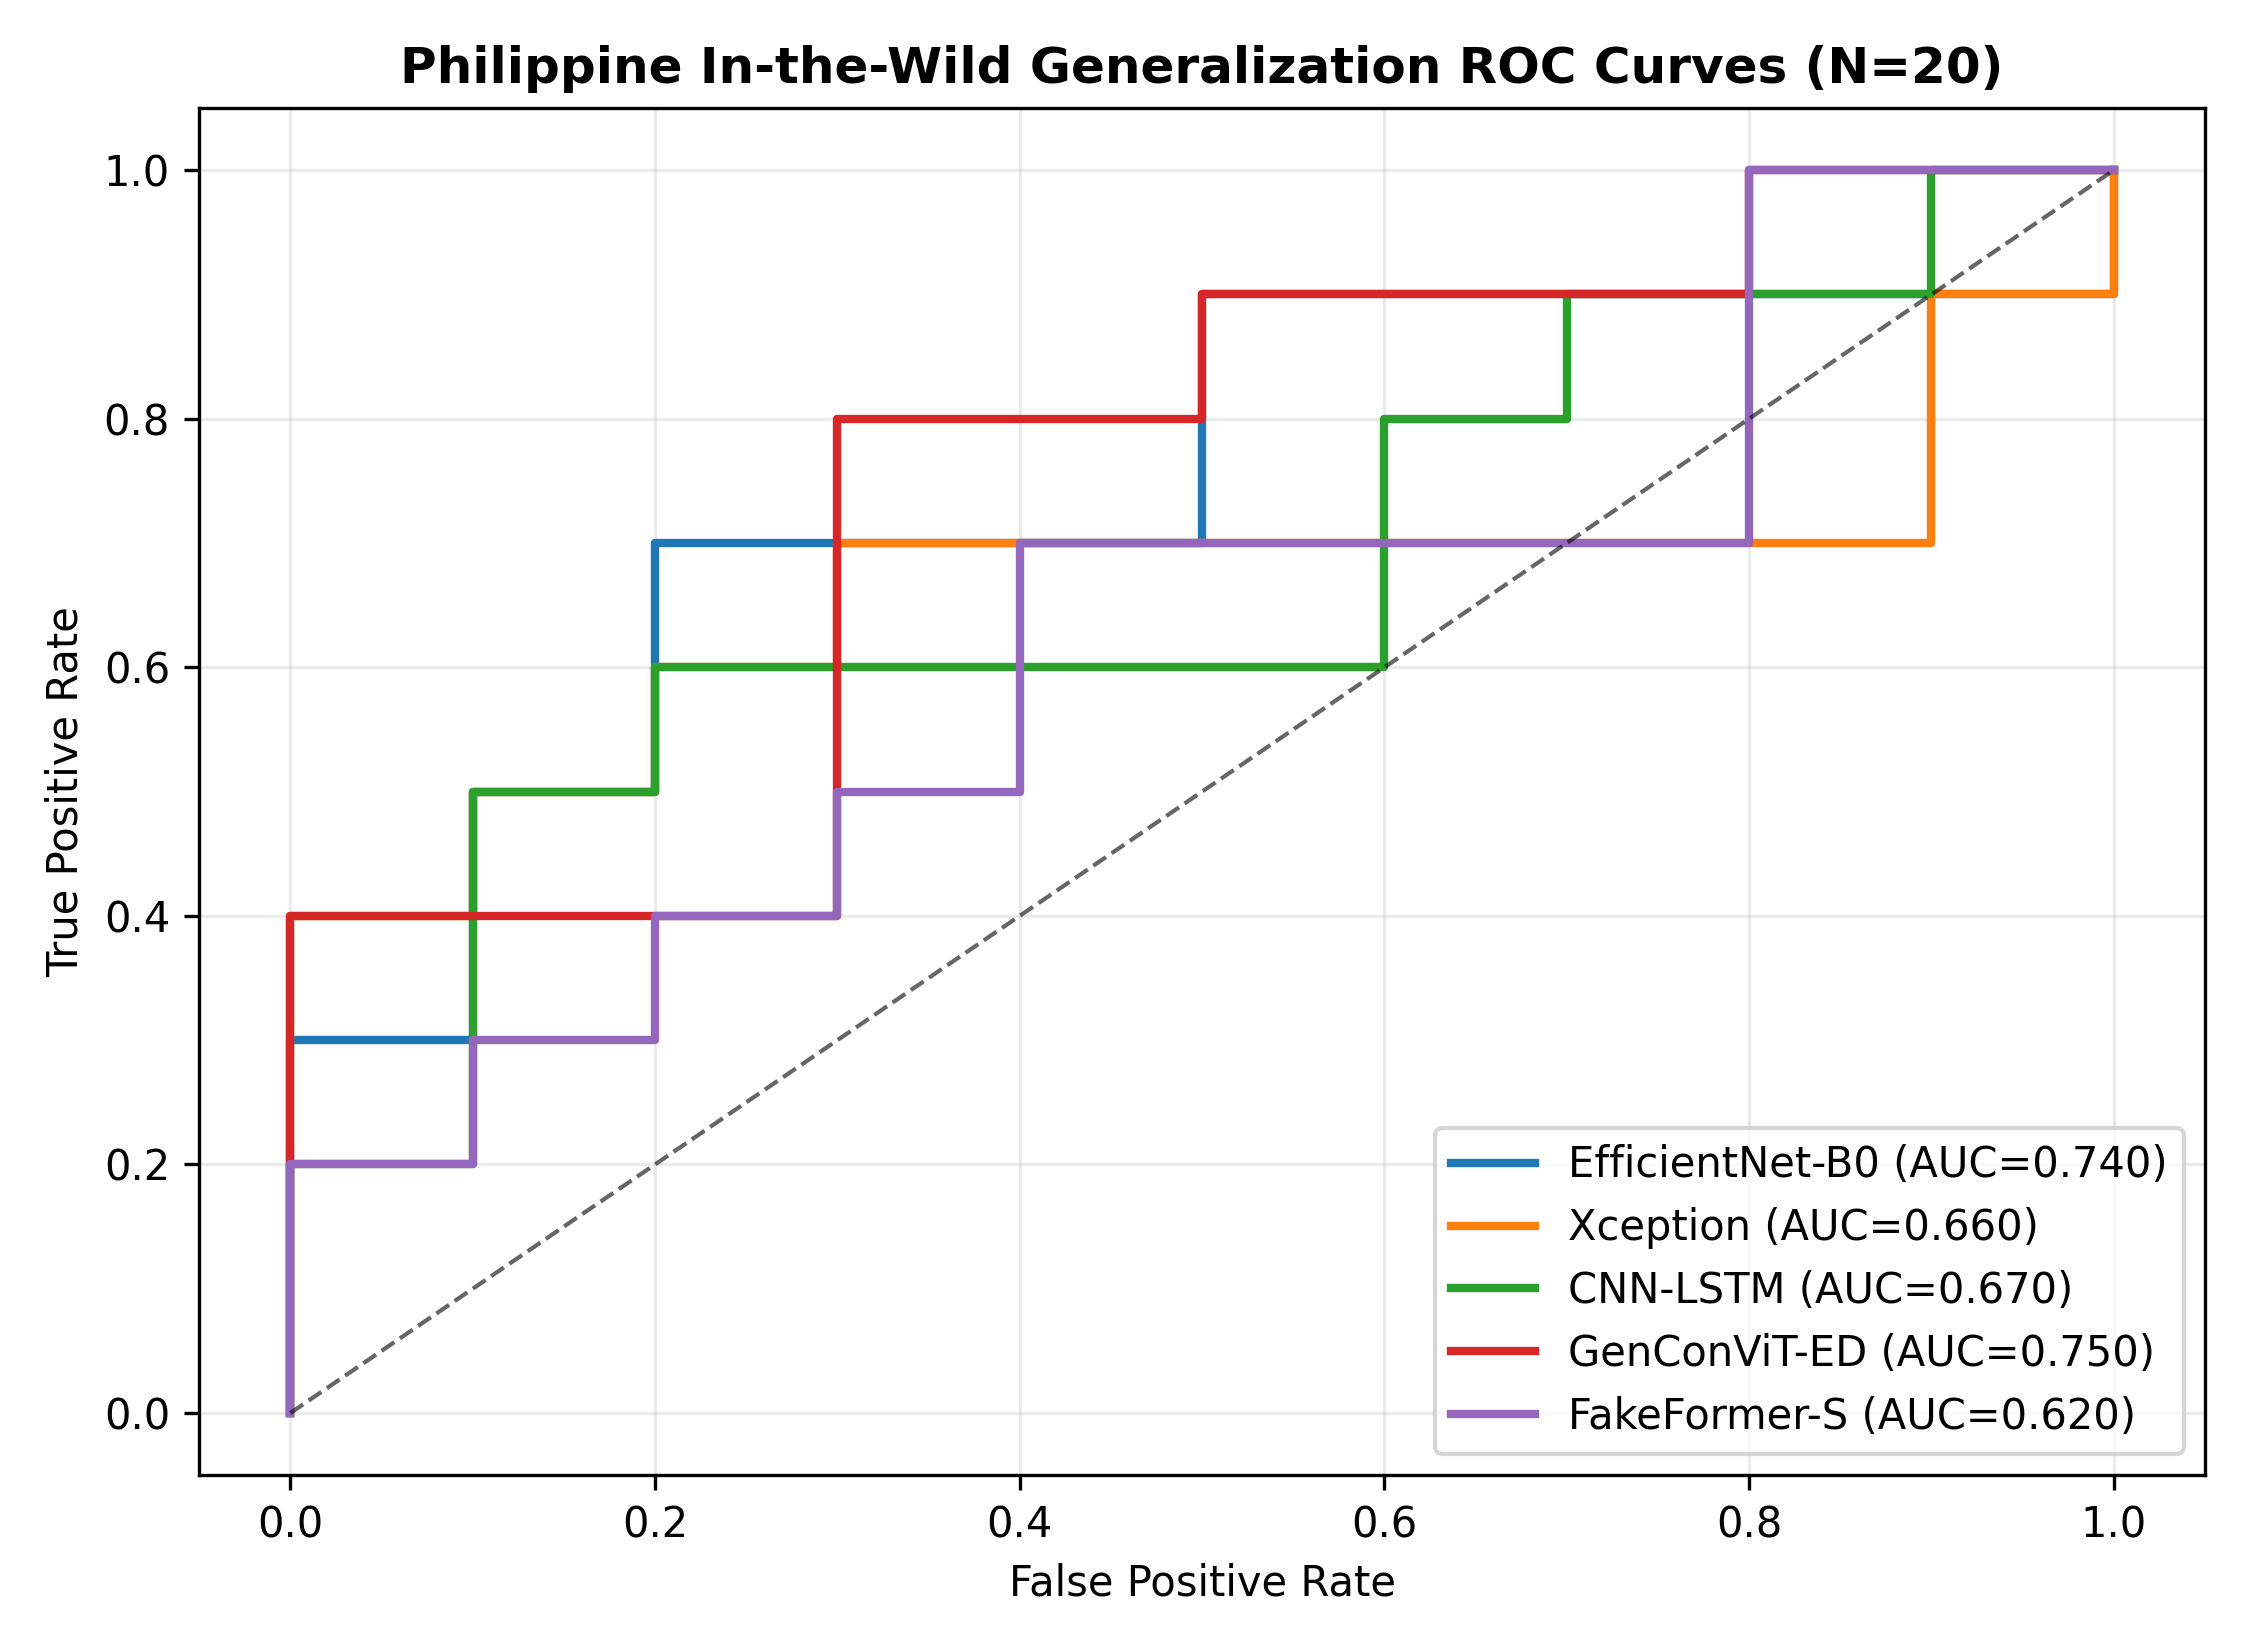 Philippine In-the-Wild Generalization ROC Curves (N=20)
1.0
0.8
0.6
0.4
0.2
0.0
True Positive Rate
EfficientNet-B0 (AUC=0.740)
Xception (AUC=0.660)
CNN-LSTM (AUC=0.670)
GenConViT-ED (AUC=0.750)
FakeFormer-S (AUC=0.620)
0.0 0.2 0.4 0.6 0.8 1.0
False Positive Rate